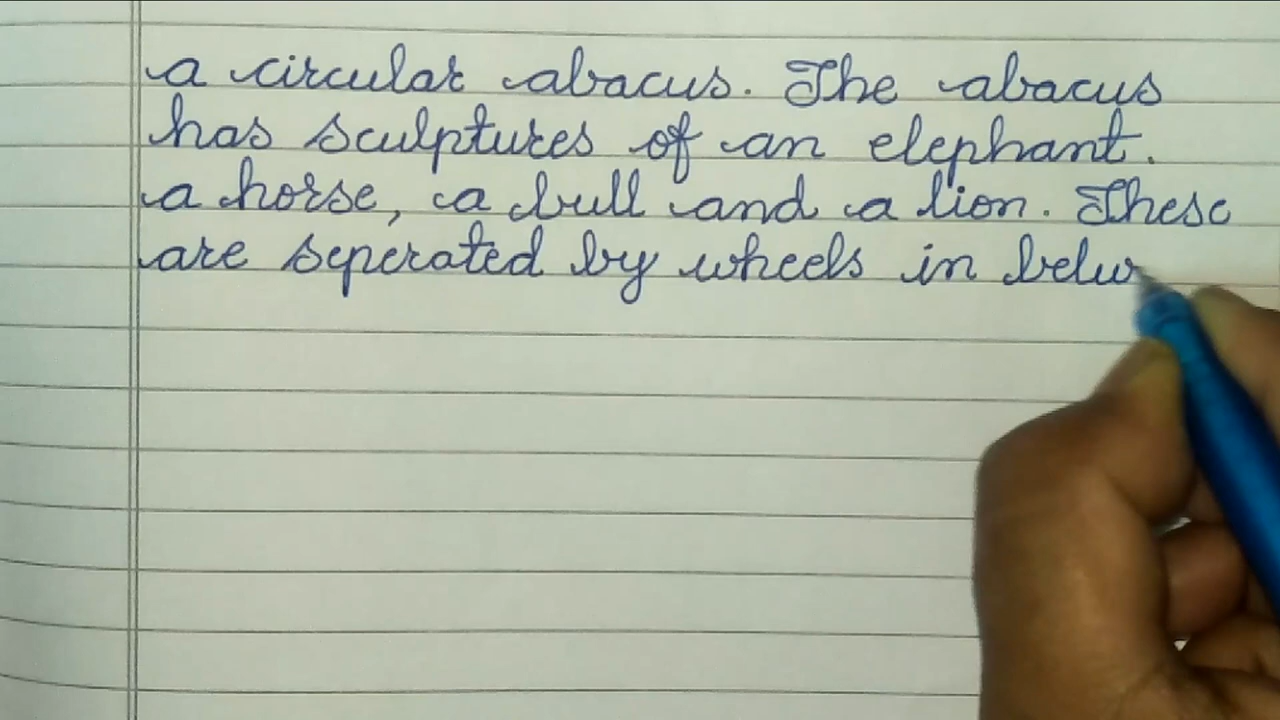 a circular abacus. The abacus
has sculptures of an elephant.
a horse, a bull and a lion. These
are seperated by wheels in